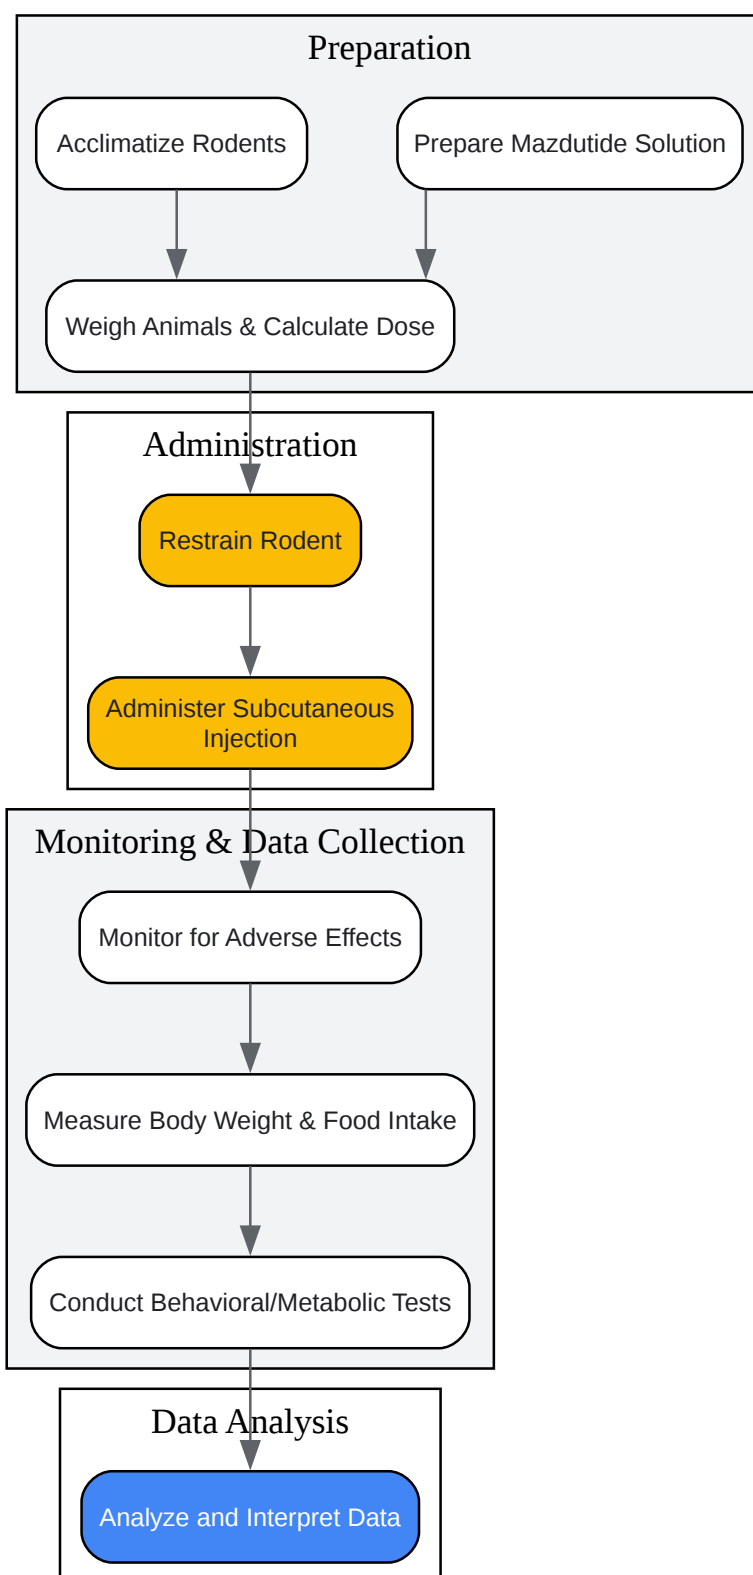 Preparation
Acclimatize Rodents
Prepare Mazdutide Solution
Weigh Animals & Calculate Dose
Administration
Restrain Rodent
Administer Subcutaneous
Injection
Monitoring & Data Collection
Monitor for Adverse Effects
Measure Body Weight & Food Intake
Conduct Behavioral/Metabolic Tests
Data Analysis
Analyze and Interpret Data